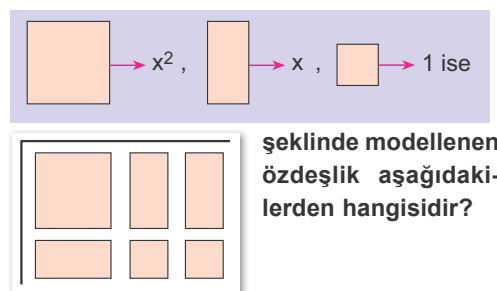 x² , x , 1 ise
şeklinde modellenen
özdeşlik aşağıdaki-
lerden hangisidir?